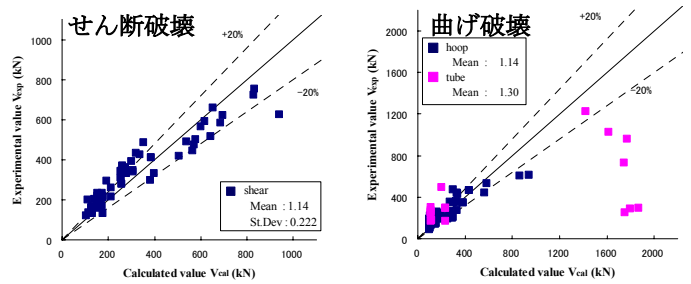 せん断破壊
Experimental value Vexp (kN)
1100
1000
800
600
400
200
0
0
200
400
600
800
1000
Calculated value Vcal (kN)
+20%
−20%
shear
Mean : 1.14
St.Dev : 0.222
曲げ破壊
Experimental value Vexp (kN)
2000
1600
1200
800
400
0
0
400
800
1200
1600
2000
Calculated value Vcal (kN)
+20%
−20%
hoop
Mean : 1.14
tube
Mean : 1.30